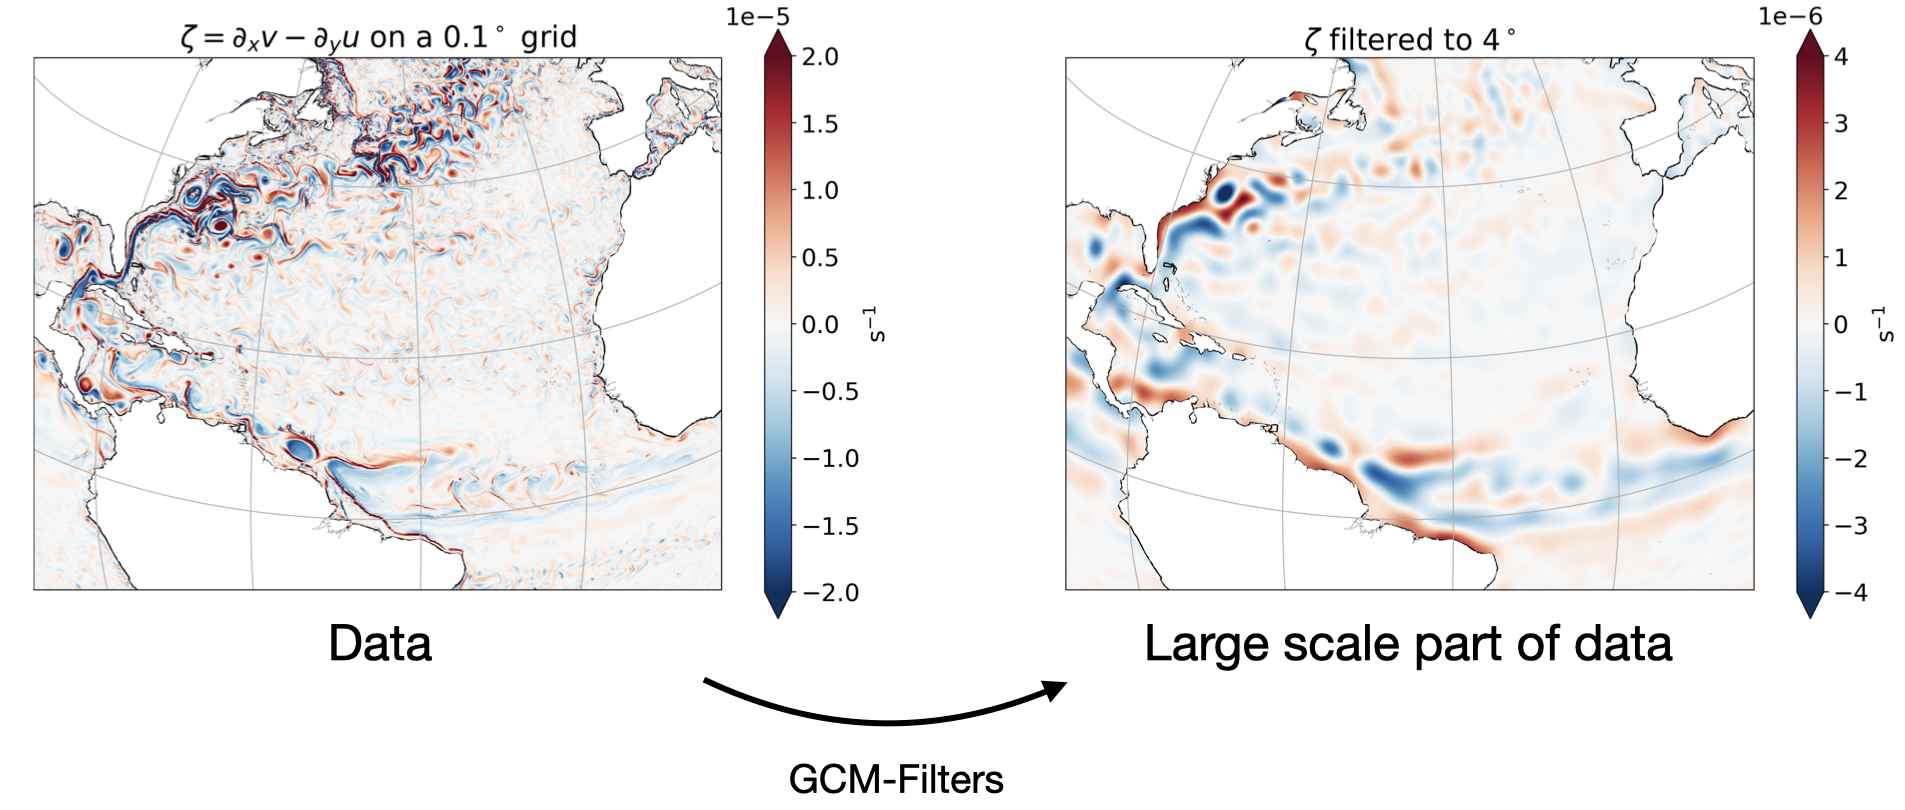 ζ = ∂ₓv − ∂ᵧu on a 0.1° grid
1e−5
2.0
1.5
1.0
0.5
0.0
−0.5
−1.0
−1.5
−2.0
s⁻¹
Data
ζ filtered to 4°
1e−6
4
3
2
1
0
−1
−2
−3
−4
s⁻¹
Large scale part of data
GCM-Filters